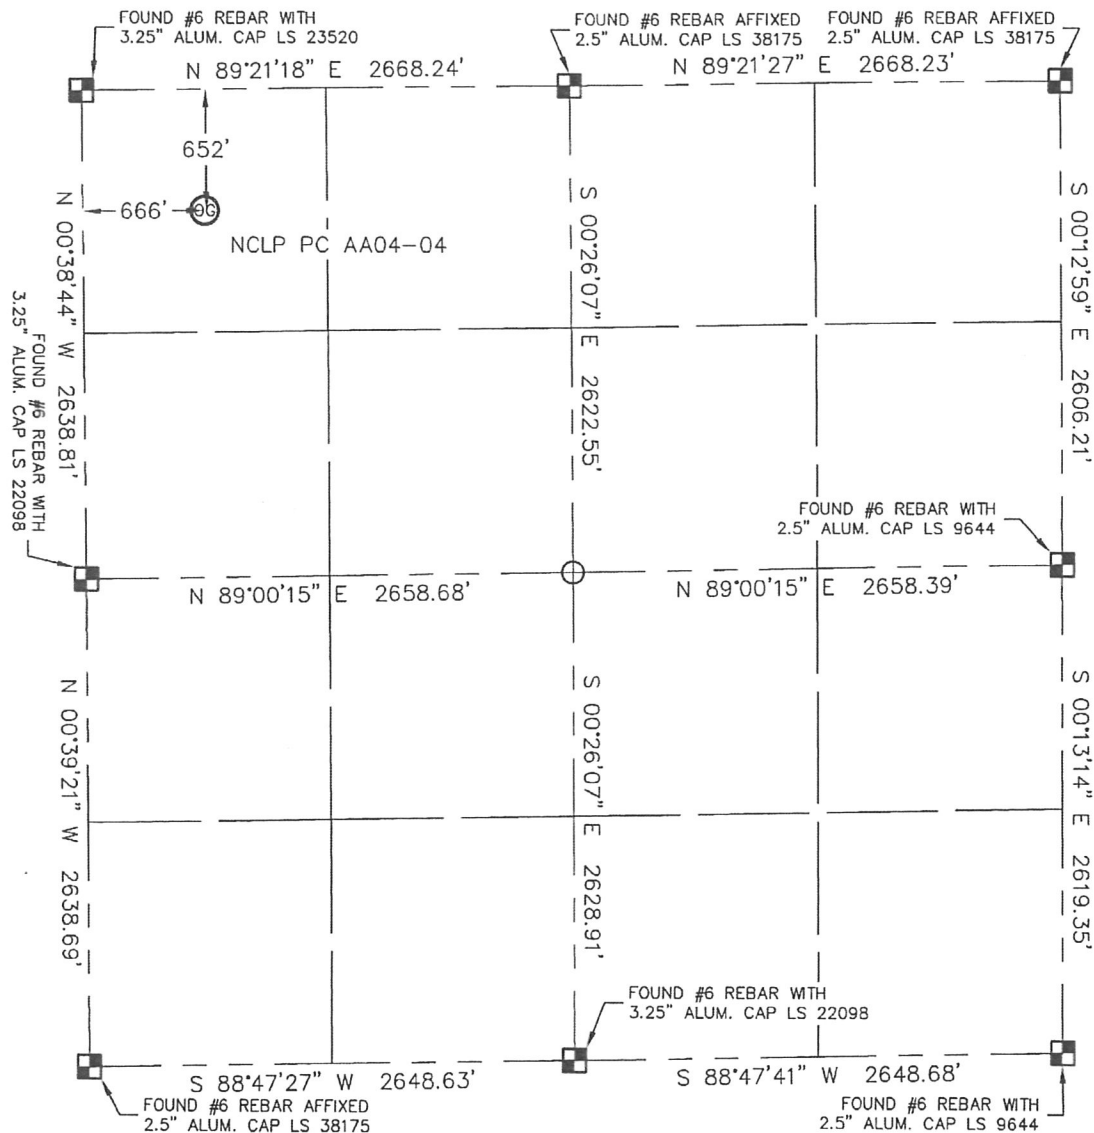 FOUND #6 REBAR WITH
3.25" ALUM. CAP LS 23520
FOUND #6 REBAR AFFIXED
2.5" ALUM. CAP LS 38175
FOUND #6 REBAR AFFIXED
2.5" ALUM. CAP LS 38175
N 89°21'18" E 2668.24'
N 89°21'27" E 2668.23'
652'
666'
OG
NCLP PC AA04-04
N 00°38'44" W 2638.81'
S 00°26'07" E 2622.55'
S 00°12'59" E 2606.21'
FOUND #6 REBAR WITH
3.25" ALUM. CAP LS 22098
FOUND #6 REBAR WITH
2.5" ALUM. CAP LS 9644
N 89°00'15" E 2658.68'
N 89°00'15" E 2658.39'
N 00°39'21" W 2638.69'
S 00°26'07" E 2628.91'
S 00°13'14" E 2619.35'
FOUND #6 REBAR WITH
3.25" ALUM. CAP LS 22098
S 88°47'27" W 2648.63'
S 88°47'41" W 2648.68'
FOUND #6 REBAR AFFIXED
2.5" ALUM. CAP LS 38175
FOUND #6 REBAR WITH
2.5" ALUM. CAP LS 9644